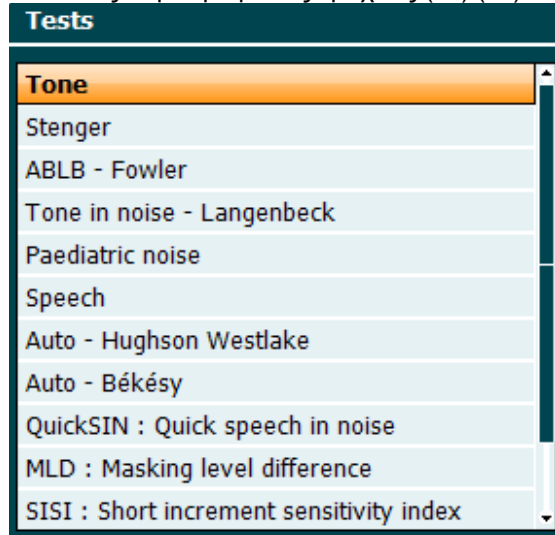 Tests
Tone
Stenger
ABLB - Fowler
Tone in noise - Langenbeck
Paediatric noise
Speech
Auto - Hughson Westlake
Auto - Békésy
QuickSIN : Quick speech in noise
MLD : Masking level difference
SISI : Short increment sensitivity index